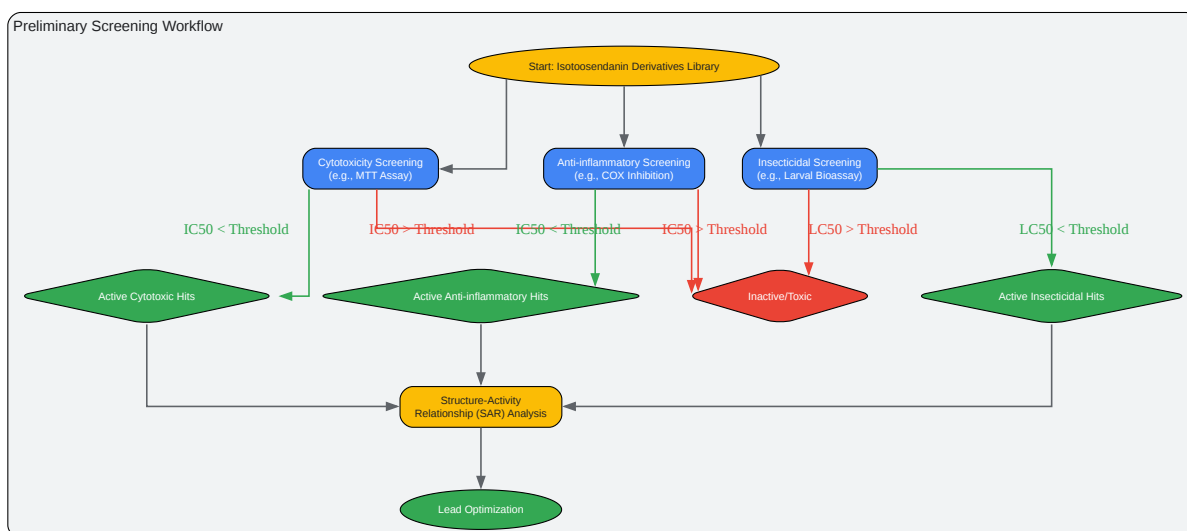 Preliminary Screening Workflow
Start: Isotoosendanin Derivatives Library
Cytotoxicity Screening
(e.g., MTT Assay)
Anti-inflammatory Screening
(e.g., COX Inhibition)
Insecticidal Screening
(e.g., Larval Bioassay)
IC50 < Threshold
IC50 > Threshold
IC50 < Threshold
IC50 > Threshold
LC50 > Threshold
LC50 < Threshold
Active Cytotoxic Hits
Active Anti-inflammatory Hits
Inactive/Toxic
Active Insecticidal Hits
Structure-Activity
Relationship (SAR) Analysis
Lead Optimization